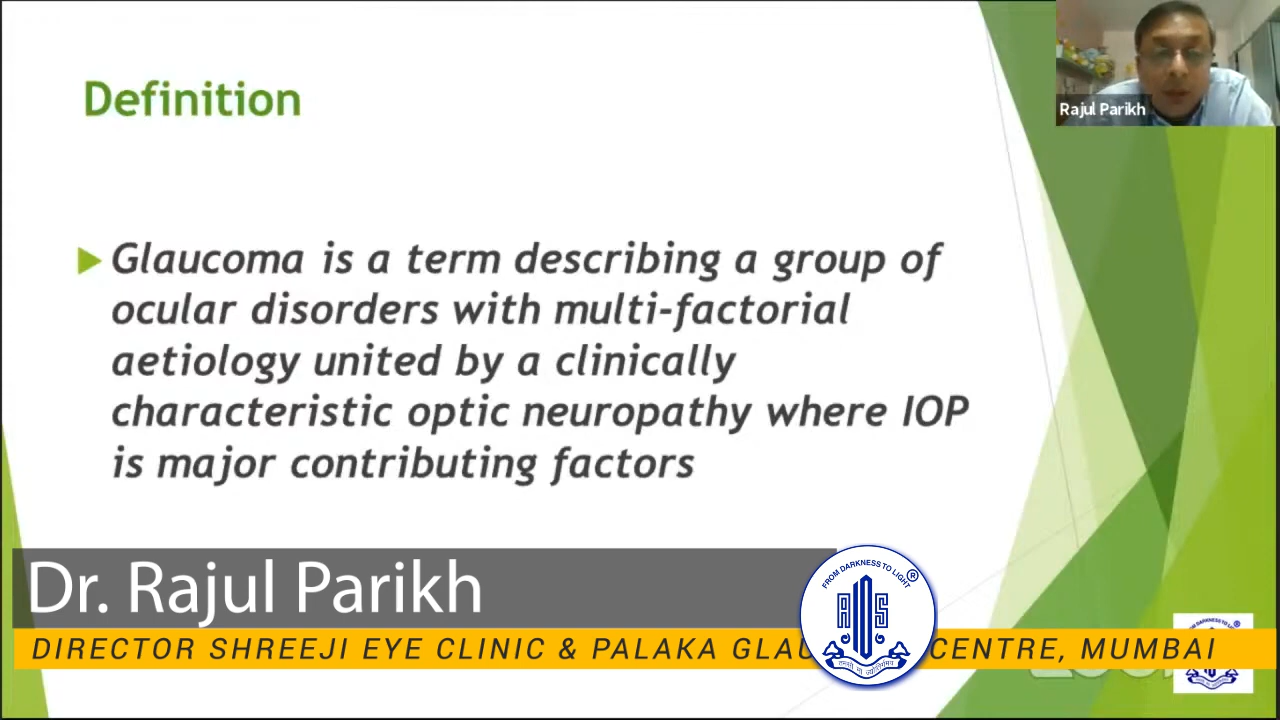 Definition
Rajul Parikh
Glaucoma is a term describing a group of
ocular disorders with multi-factorial
aetiology united by a clinically
characteristic optic neuropathy where IOP
is major contributing factors
Dr. Rajul Parikh
FROM DARKNESS TO LIGHT ®
AIOS
DIRECTOR SHREEJI EYE CLINIC & PALAKA GLAU CENTRE, MUMBAI